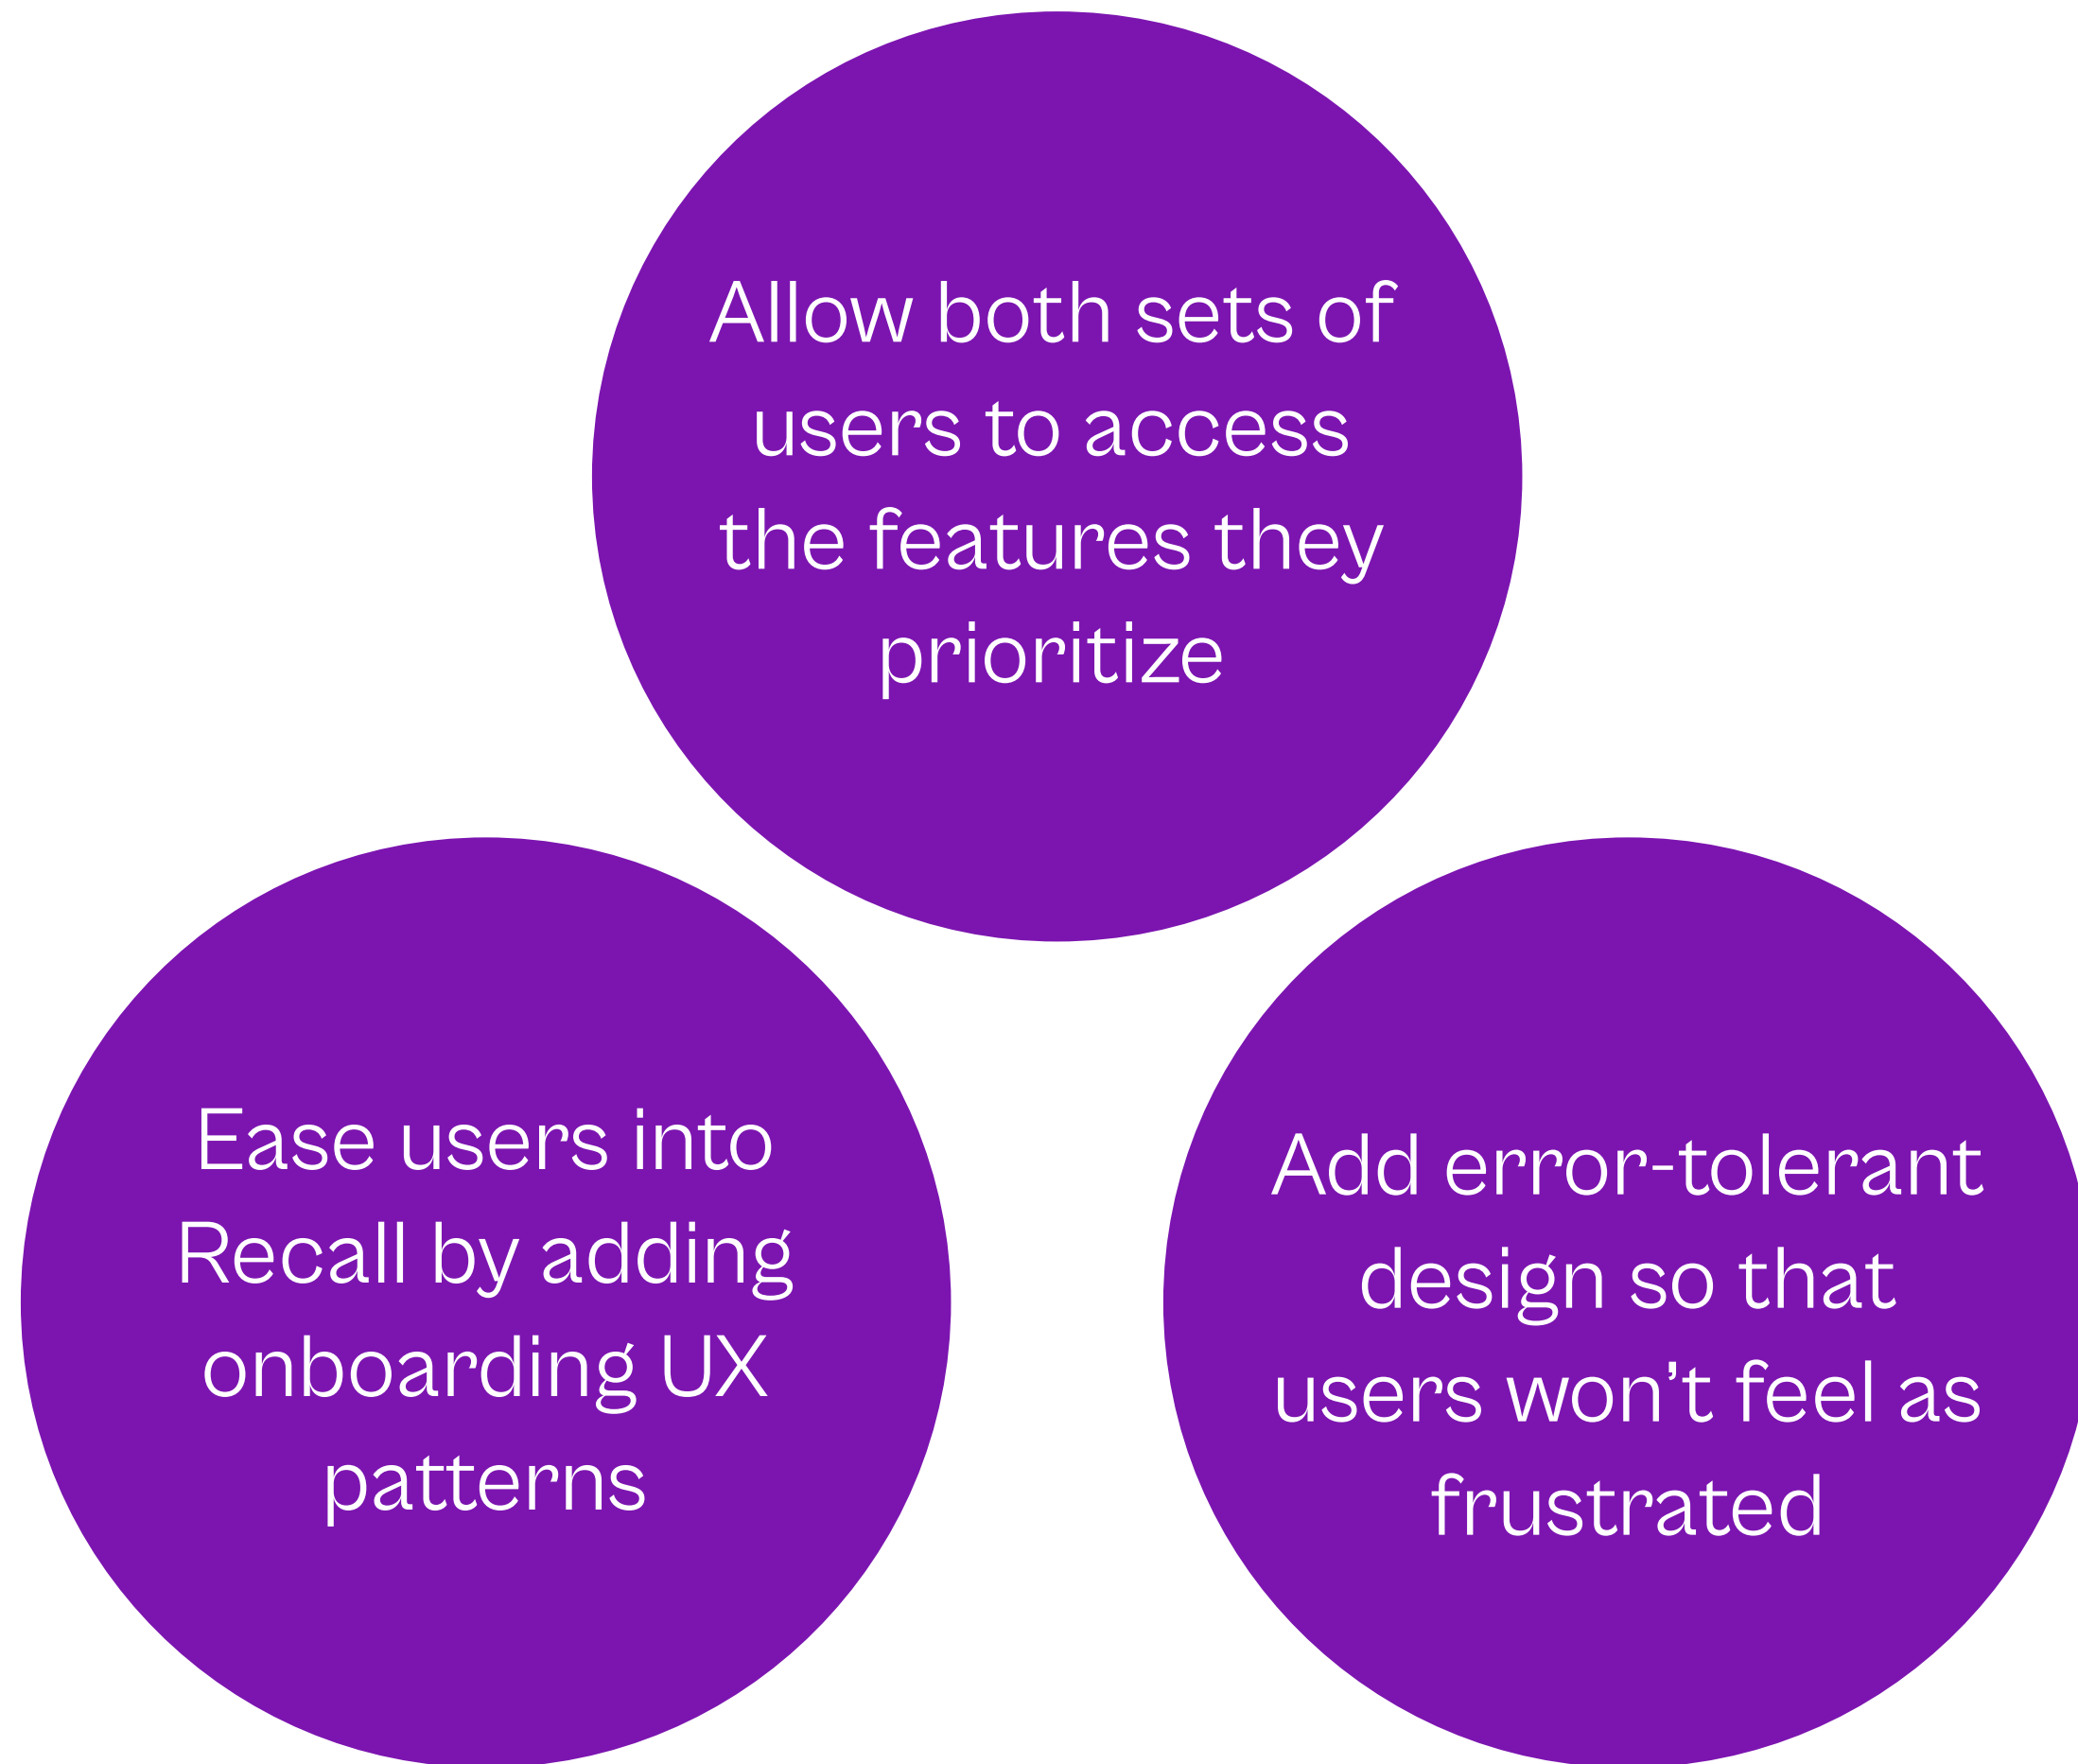 Allow both sets of
users to access
the features they
prioritize
Ease users into
Recall by adding
onboarding UX
patterns
Add error-tolerant
design so that
users won't feel as
frustrated